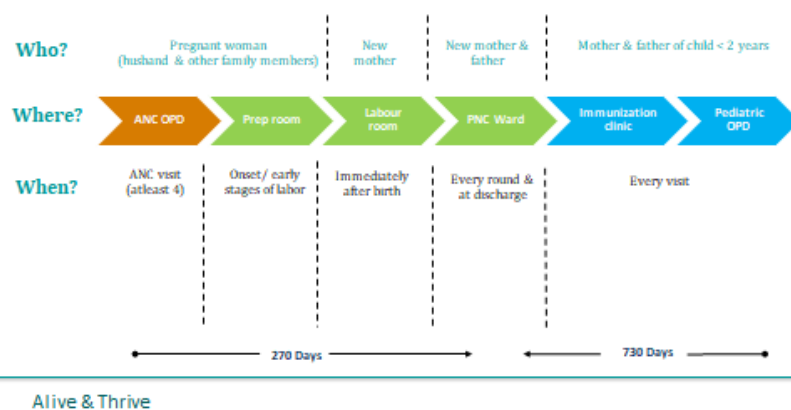 Who?
Pregnant woman
(husband & other family members)
New
mother
New mother &
father
Mother & father of child < 2 years
Where?
ANC OPD
Prep room
Labour
room
PNC Ward
Immunization
clinic
Pediatric
OPD
When?
ANC visit
(atleast 4)
Onset/ early
stages of labor
Immediately
after birth
Every round &
at discharge
Every visit
270 Days
730 Days
Alive & Thrive